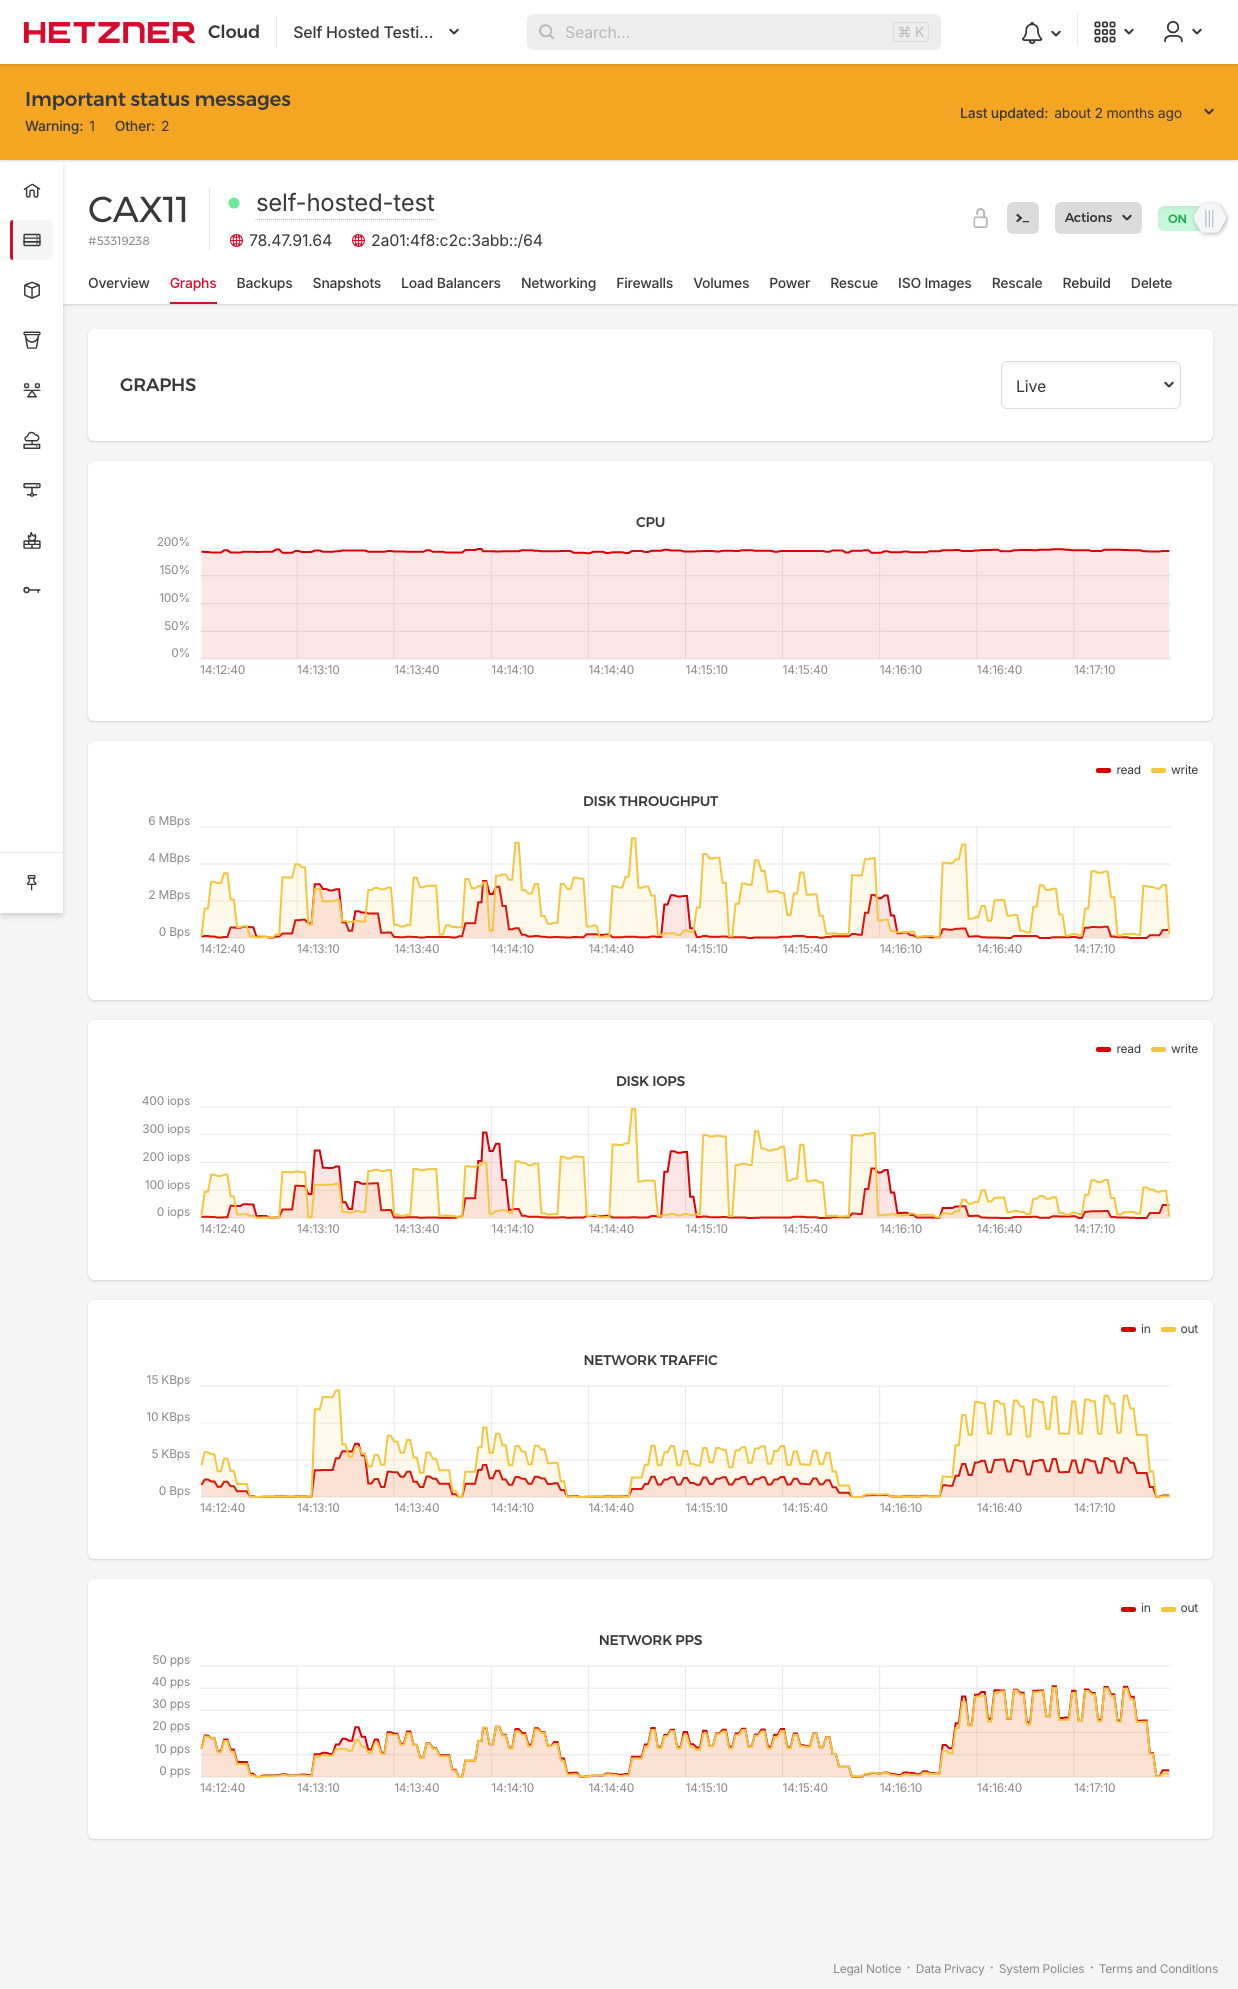 HETZNER Cloud Self Hosted Testi... Search... ⌘ K
Important status messages
Warning: 1 Other: 2
Last updated: about 2 months ago
CAX11
#53319238
self-hosted-test
78.47.91.64 2a01:4f8:c2c:3abb::/64
>_ Actions ON
Overview Graphs Backups Snapshots Load Balancers Networking Firewalls Volumes Power Rescue ISO Images Rescale Rebuild Delete
GRAPHS
Live
CPU
200%
150%
100%
50%
0%
14:12:40 14:13:10 14:13:40 14:14:10 14:14:40 14:15:10 14:15:40 14:16:10 14:16:40 14:17:10
read write
DISK THROUGHPUT
6 MBps
4 MBps
2 MBps
0 Bps
14:12:40 14:13:10 14:13:40 14:14:10 14:14:40 14:15:10 14:15:40 14:16:10 14:16:40 14:17:10
read write
DISK IOPS
400 iops
300 iops
200 iops
100 iops
0 iops
14:12:40 14:13:10 14:13:40 14:14:10 14:14:40 14:15:10 14:15:40 14:16:10 14:16:40 14:17:10
in out
NETWORK TRAFFIC
15 KBps
10 KBps
5 KBps
0 Bps
14:12:40 14:13:10 14:13:40 14:14:10 14:14:40 14:15:10 14:15:40 14:16:10 14:16:40 14:17:10
in out
NETWORK PPS
50 pps
40 pps
30 pps
20 pps
10 pps
0 pps
14:12:40 14:13:10 14:13:40 14:14:10 14:14:40 14:15:10 14:15:40 14:16:10 14:16:40 14:17:10
Legal Notice · Data Privacy · System Policies · Terms and Conditions